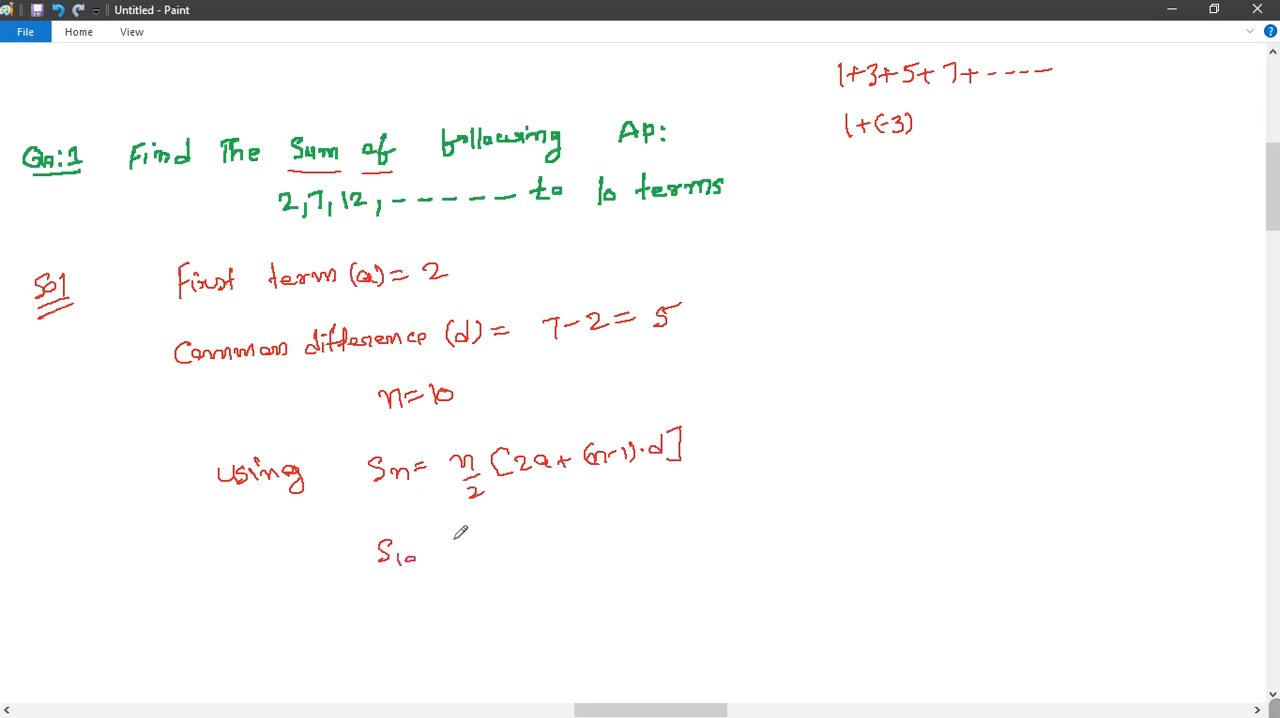 Untitled - Paint
File Home View
1+3+5+7+-----
1+(-3)
Qn:1 Find The Sum of following Ap:
2,7,12,------ to 10 terms
Sol First term (a) = 2
Common difference (d) = 7-2 = 5
n=10
using Sn = n/2 [2a+(n-1).d]
S10